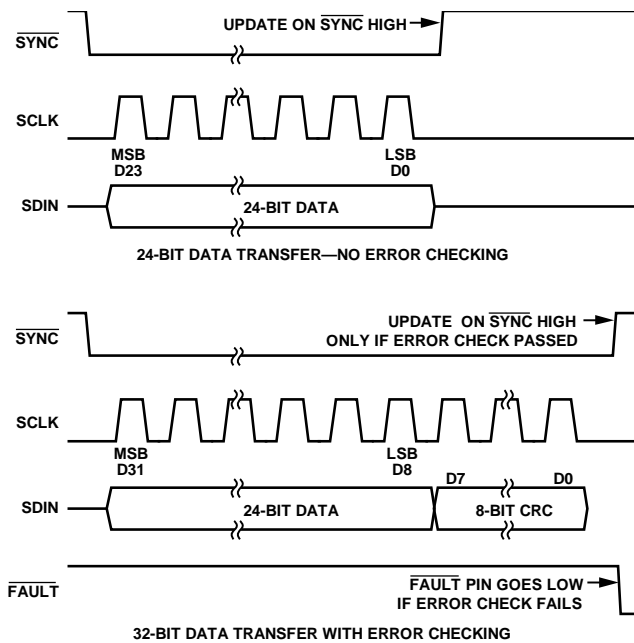 UPDATE ON SYNC HIGH
SYNC
SCLK
MSB
D23
LSB
D0
SDIN
24-BIT DATA
24-BIT DATA TRANSFER—NO ERROR CHECKING
UPDATE ON SYNC HIGH
ONLY IF ERROR CHECK PASSED
SYNC
SCLK
MSB
D31
LSB
D8
D7
D0
SDIN
24-BIT DATA
8-BIT CRC
FAULT
FAULT PIN GOES LOW
IF ERROR CHECK FAILS
32-BIT DATA TRANSFER WITH ERROR CHECKING